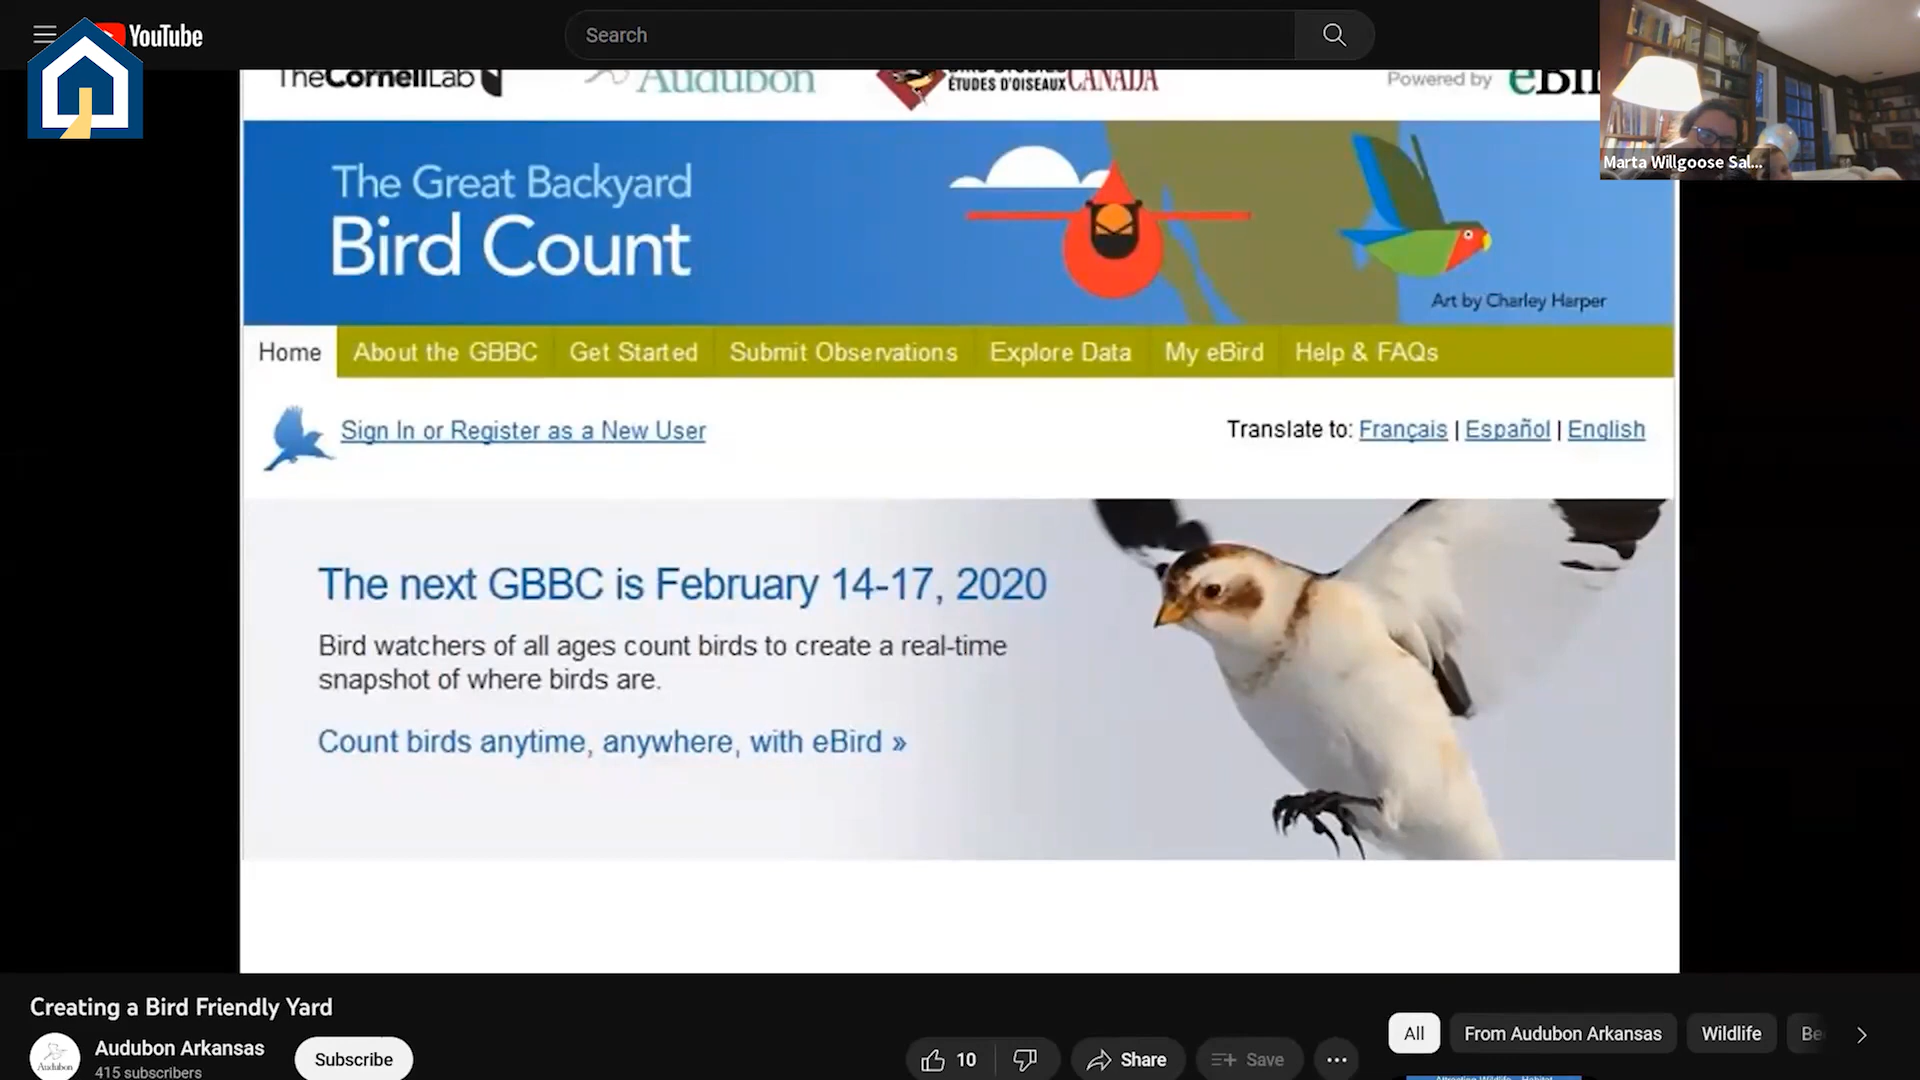 YouTube
Search
TheCornellLab
Audubon
ÉTUDES D'OISEAUX CANADA
Powered by
Marta Willgoose Sal...
The Great Backyard
Bird Count
Art by Charley Harper
Home
About the GBBC
Get Started
Submit Observations
Explore Data
My eBird
Help & FAQs
Sign In or Register as a New User
Translate to: Français | Español | English
The next GBBC is February 14-17, 2020
Bird watchers of all ages count birds to create a real-time
snapshot of where birds are.
Count birds anytime, anywhere, with eBird »
Creating a Bird Friendly Yard
Audubon
Audubon Arkansas
415 subscribers
Subscribe
10
Share
Save
All
From Audubon Arkansas
Wildlife